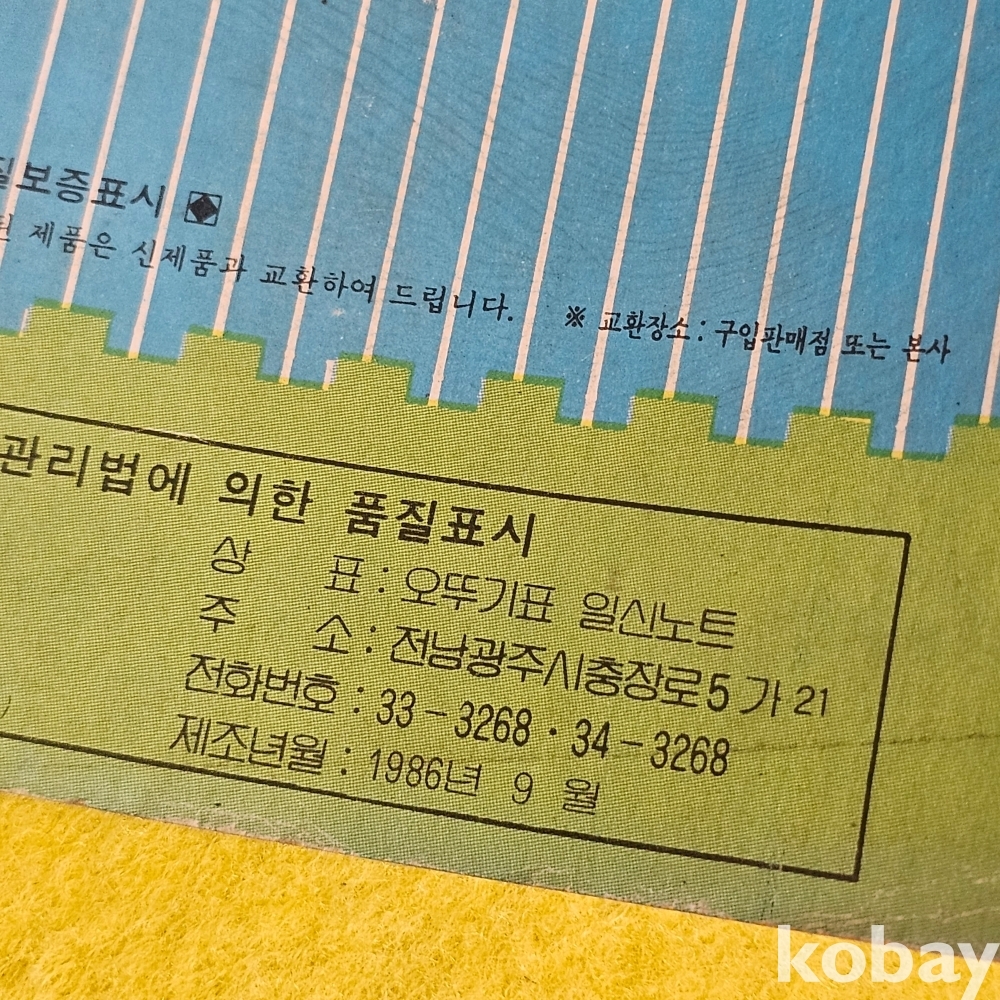 질보증표시 ◈
된 제품은 신제품과 교환하여 드립니다. ※ 교환장소 : 구입판매점 또는 본사
관리법에 의한 품질표시
상 표 : 오뚜기표 일신노트
주 소 : 전남광주시충장로5가 21
전화번호 : 33-3268 · 34-3268
제조년월 : 1986년 9 월
kobay